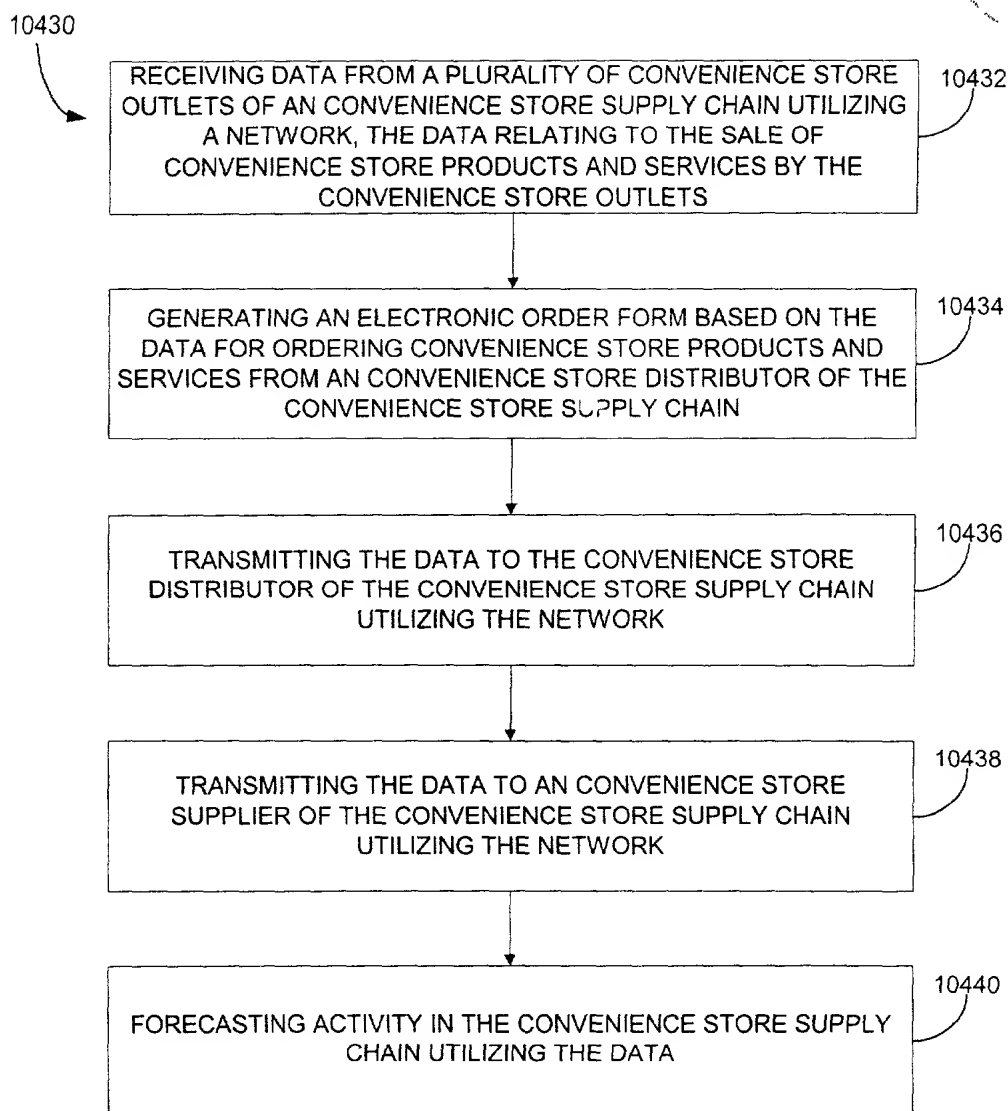 10430
RECEIVING DATA FROM A PLURALITY OF CONVENIENCE STORE
OUTLETS OF AN CONVENIENCE STORE SUPPLY CHAIN UTILIZING
A NETWORK, THE DATA RELATING TO THE SALE OF
CONVENIENCE STORE PRODUCTS AND SERVICES BY THE
CONVENIENCE STORE OUTLETS
10432
GENERATING AN ELECTRONIC ORDER FORM BASED ON THE
DATA FOR ORDERING CONVENIENCE STORE PRODUCTS AND
SERVICES FROM AN CONVENIENCE STORE DISTRIBUTOR OF THE
CONVENIENCE STORE SUPPLY CHAIN
10434
TRANSMITTING THE DATA TO THE CONVENIENCE STORE
DISTRIBUTOR OF THE CONVENIENCE STORE SUPPLY CHAIN
UTILIZING THE NETWORK
10436
TRANSMITTING THE DATA TO AN CONVENIENCE STORE
SUPPLIER OF THE CONVENIENCE STORE SUPPLY CHAIN
UTILIZING THE NETWORK
10438
FORECASTING ACTIVITY IN THE CONVENIENCE STORE SUPPLY
CHAIN UTILIZING THE DATA
10440